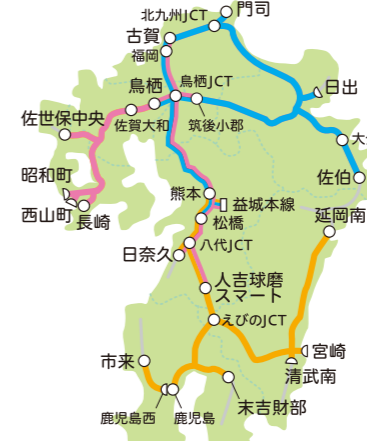 門司
北九州JCT
古賀
福岡
鳥栖
鳥栖JCT
日出
佐世保中央
佐賀大和
筑後小郡
大
昭和町
佐伯
熊本
西山町
長崎
益城本線
松橋
延岡南
日奈久
八代JCT
人吉球磨
スマート
えびのJCT
宮崎
市来
清武南
鹿児島西
鹿児島
末吉財部